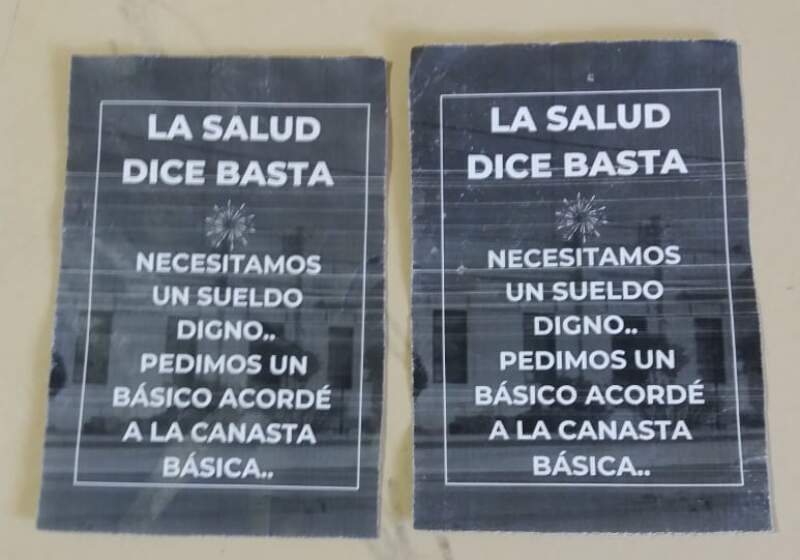 LA SALUD
DICE BASTA
NECESITAMOS
UN SUELDO
DIGNO..
PEDIMOS UN
BÁSICO ACORDÉ
A LA CANASTA
BÁSICA..
LA SALUD
DICE BASTA
NECESITAMOS
UN SUELDO
DIGNO..
PEDIMOS UN
BÁSICO ACORDÉ
A LA CANASTA
BÁSICA..